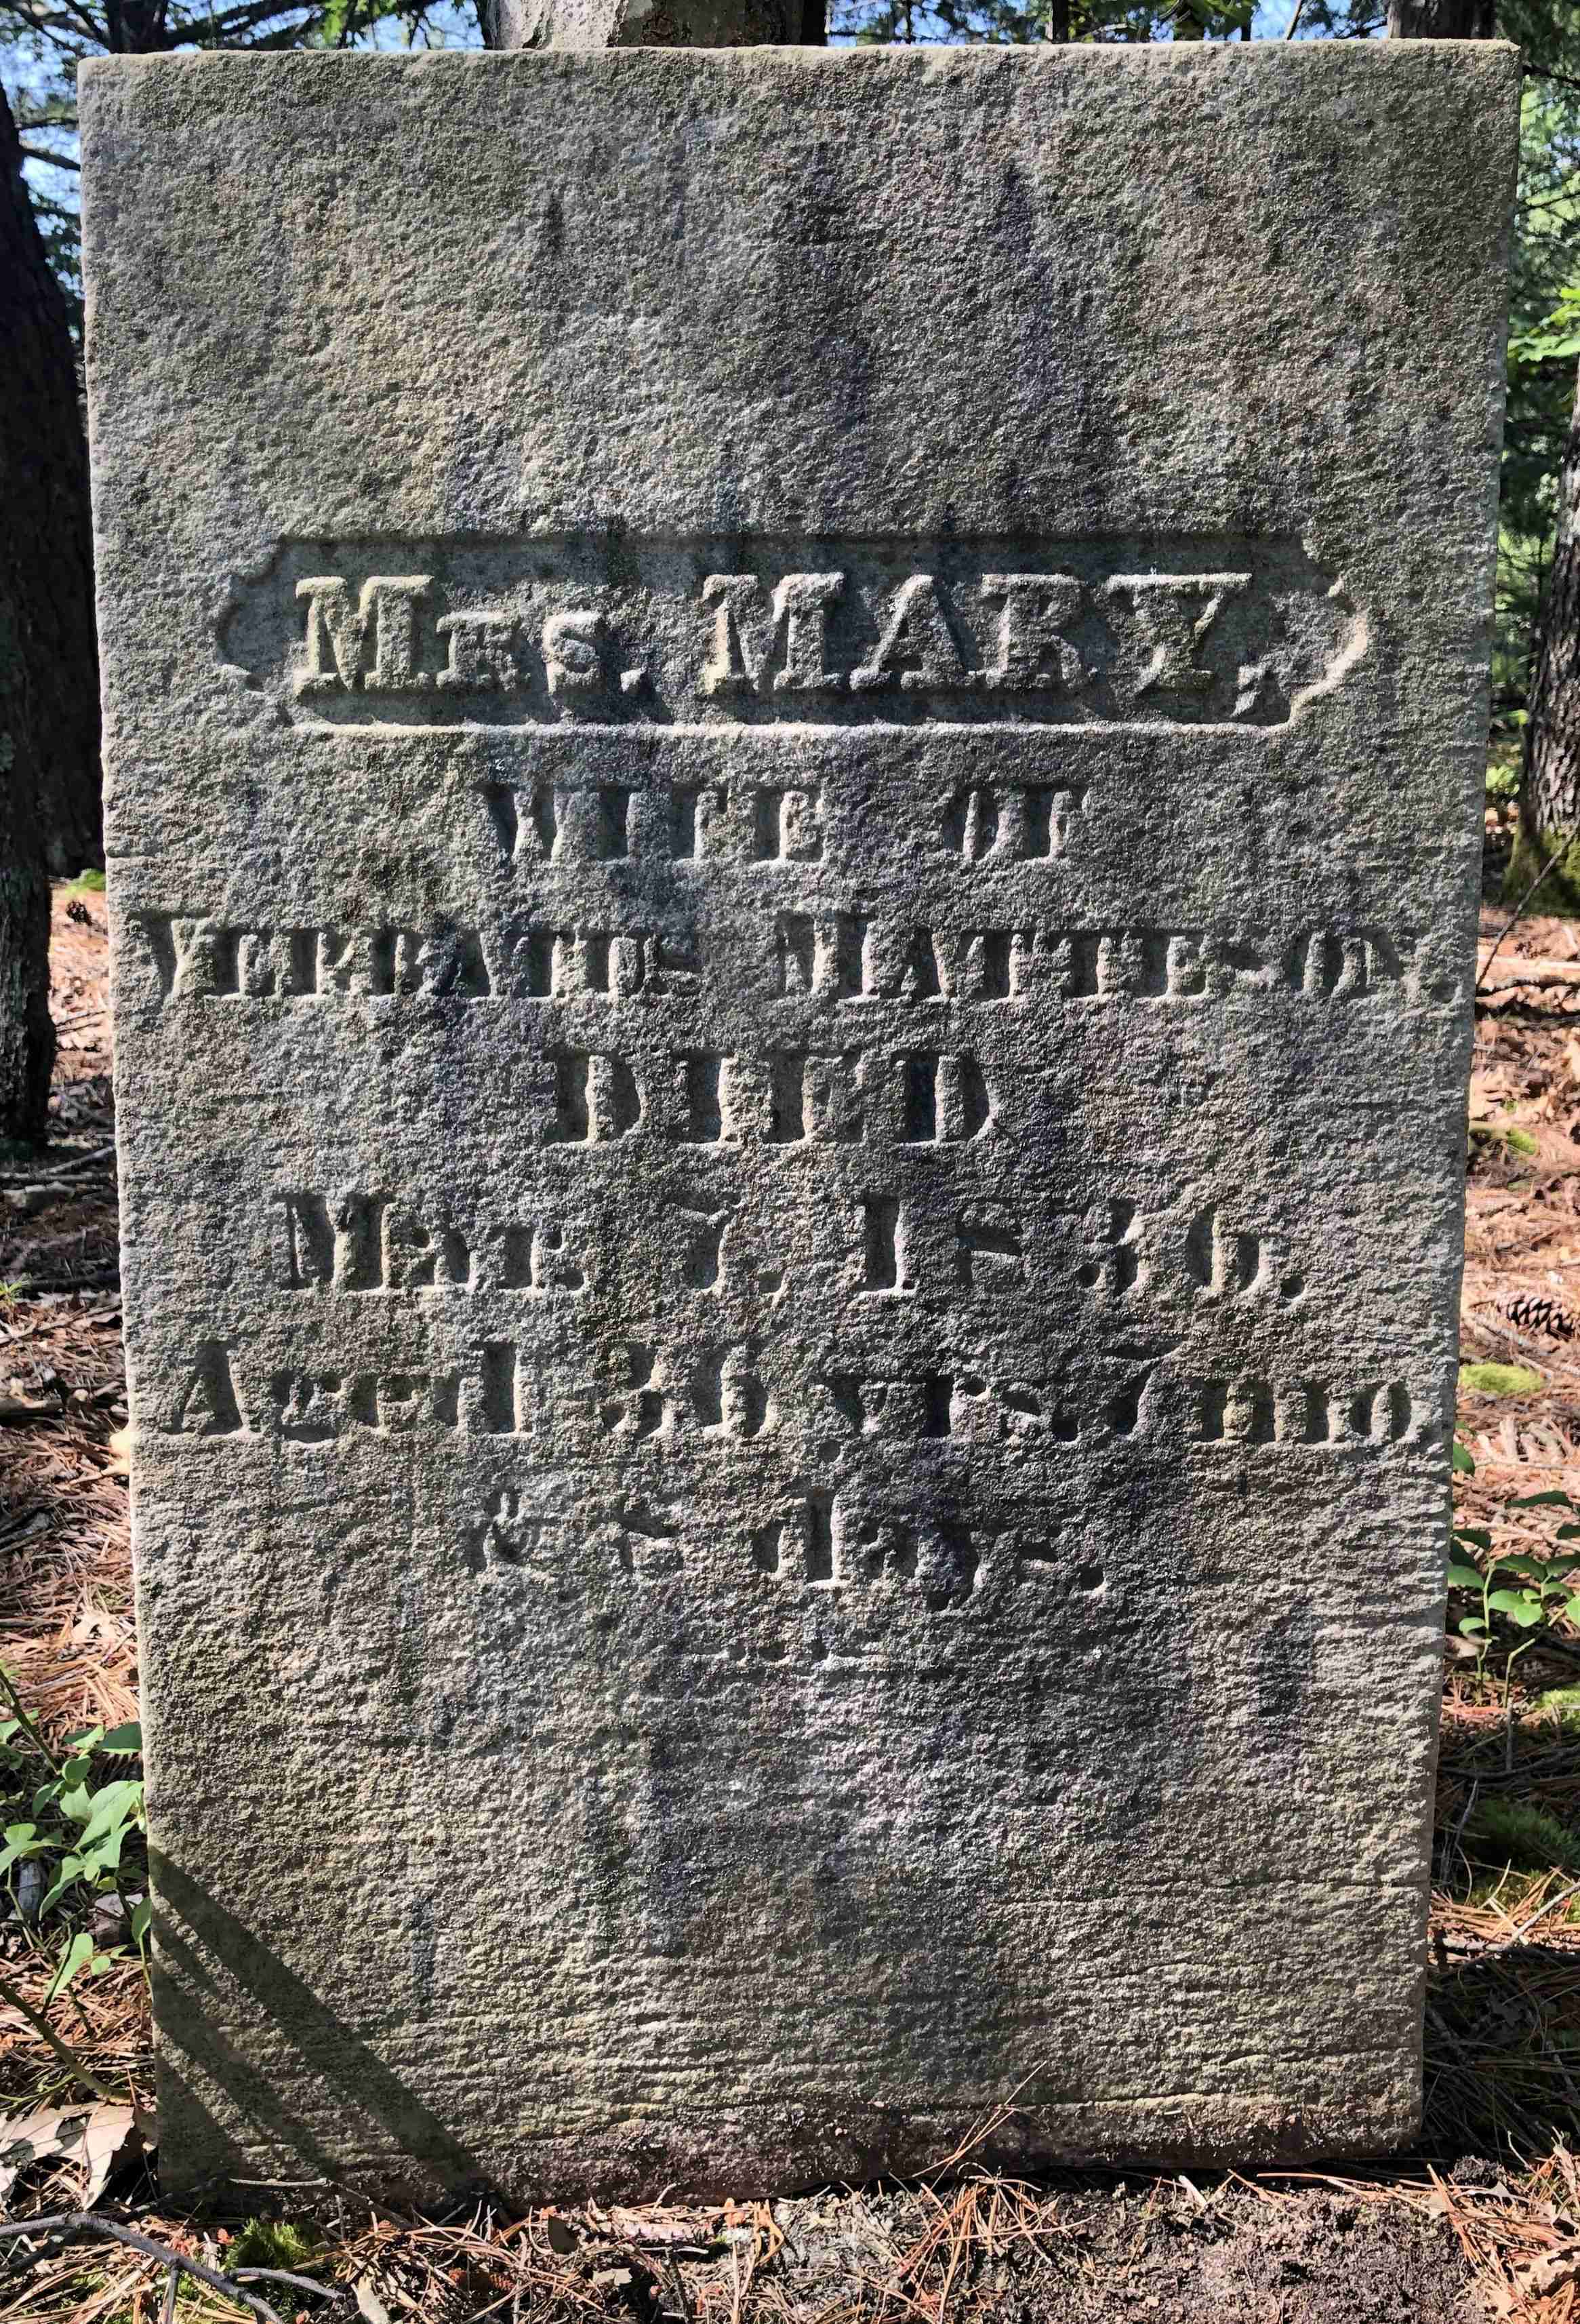 MRS. MARY,
WIFE OF
MATTESON.
DIED
Mar. 7, 1836.
Aged 36 yrs. 7 mo
& 8 days.